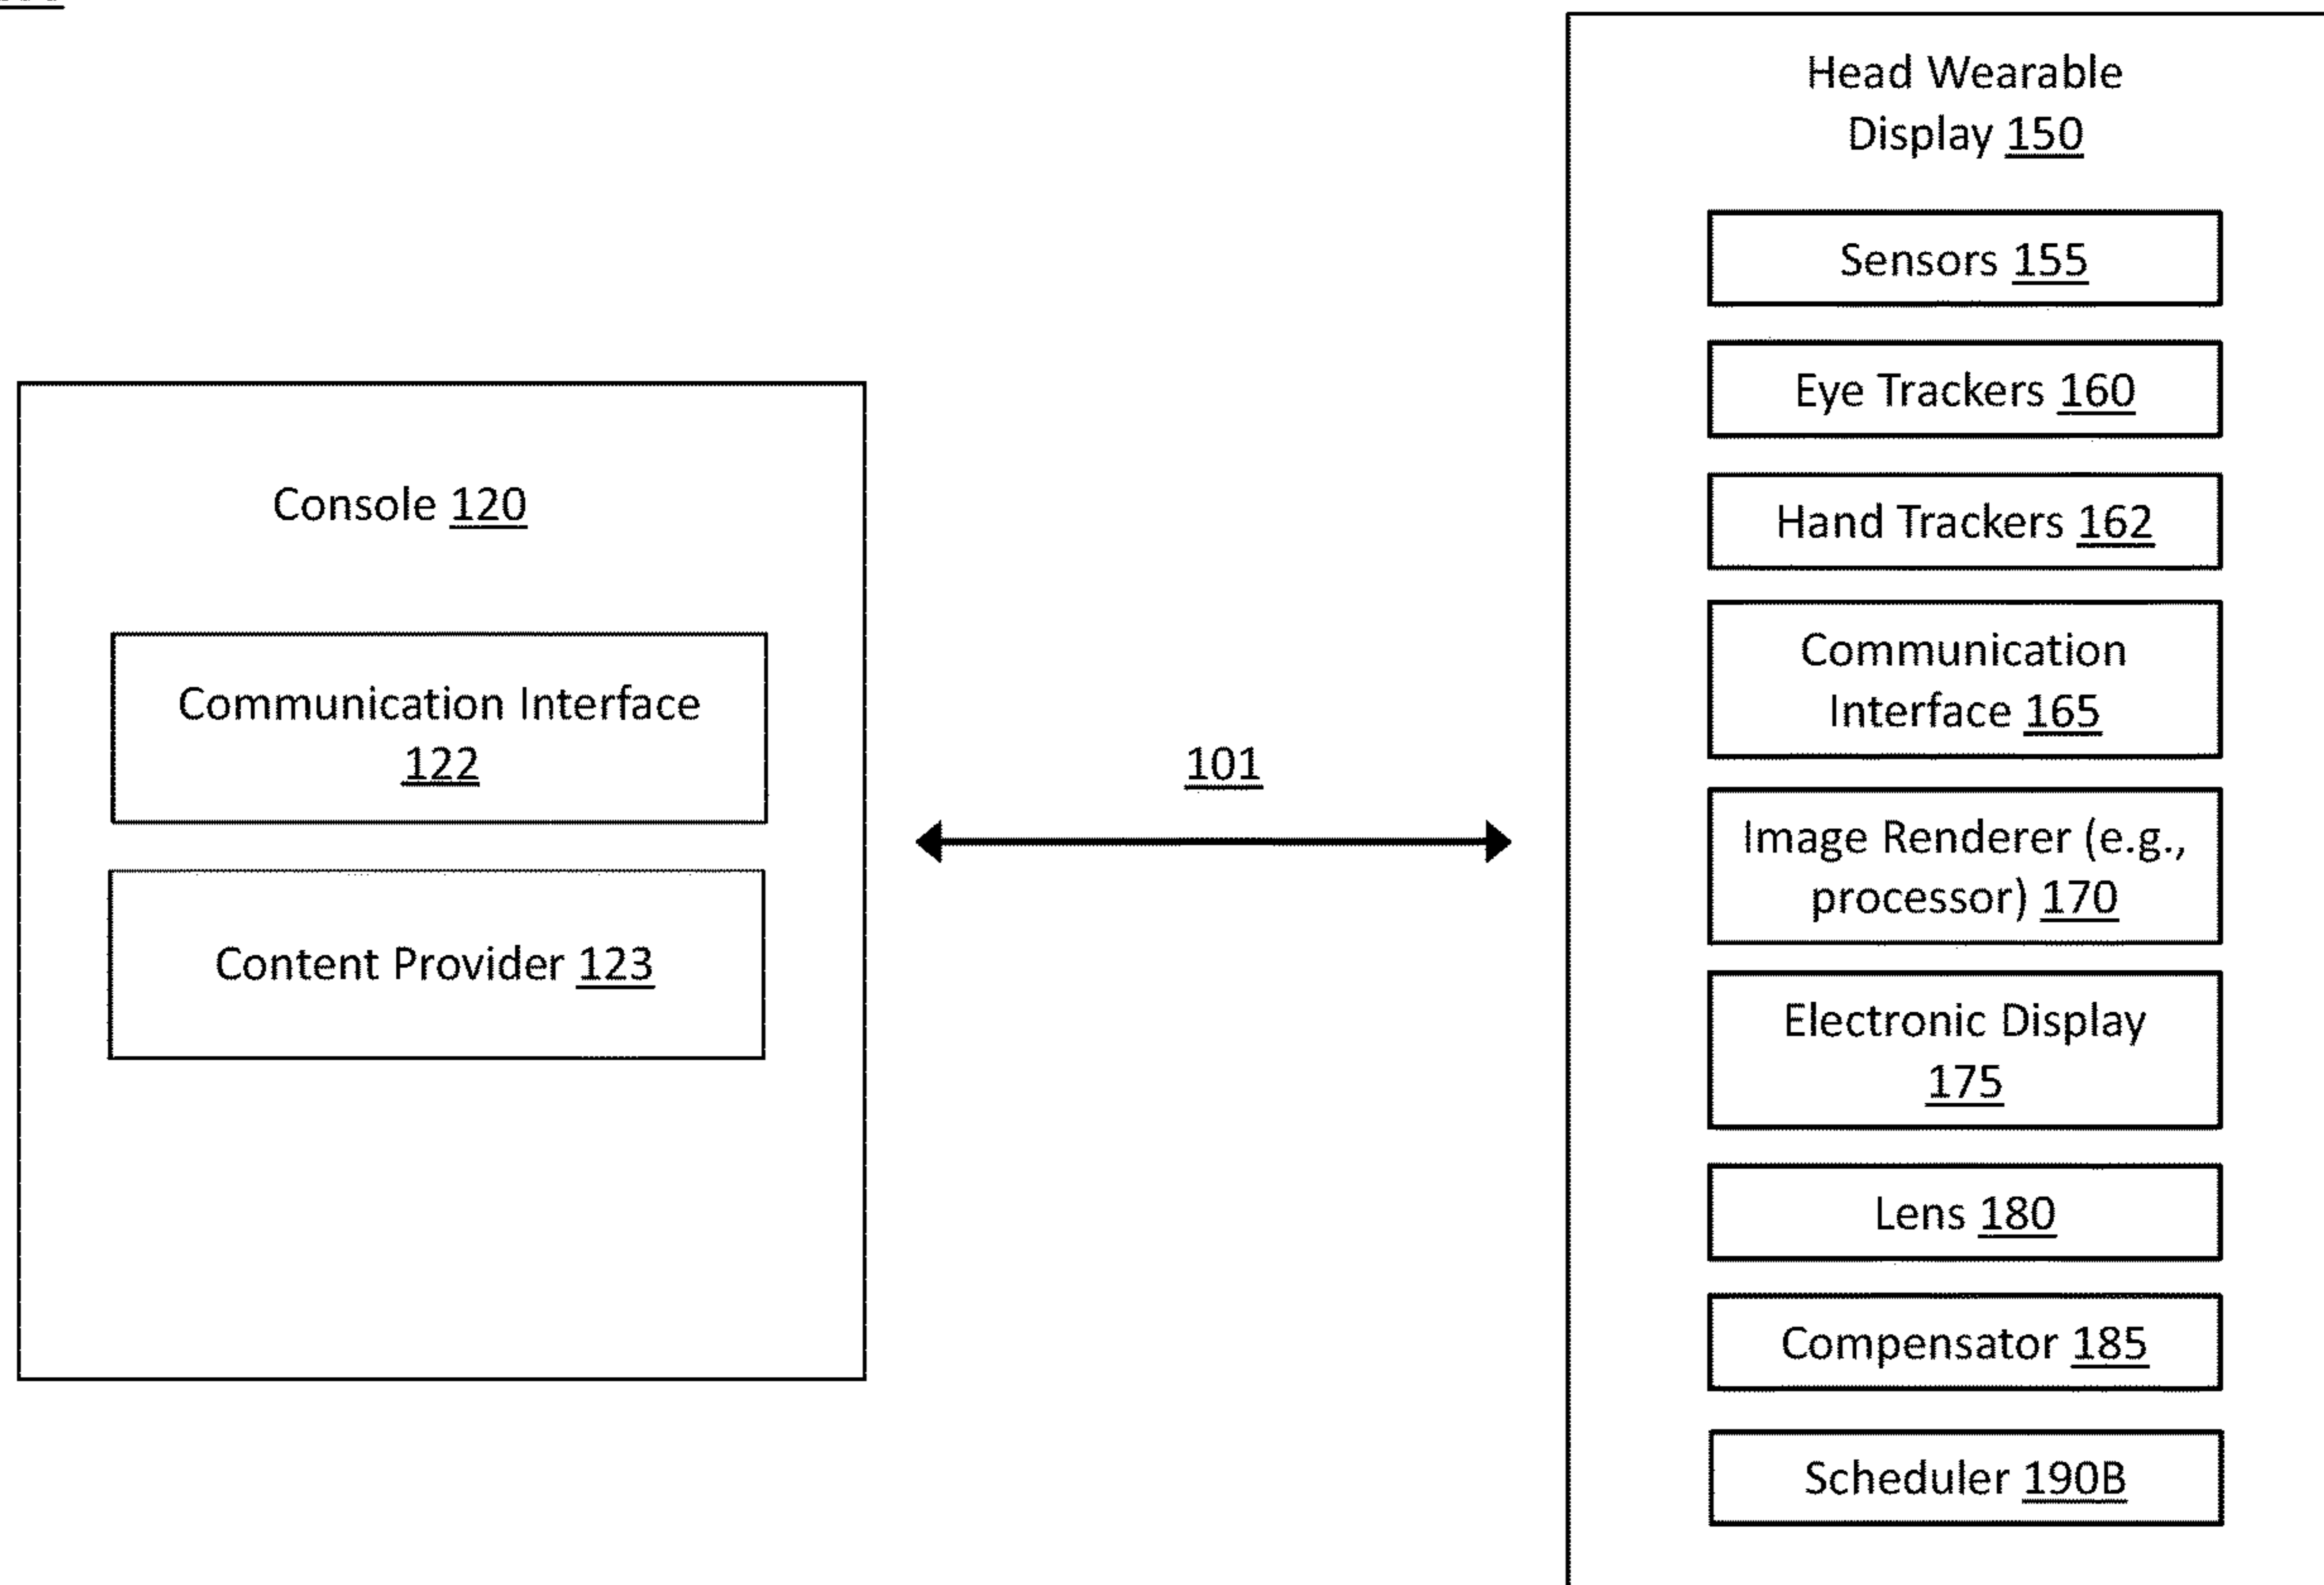 Head Wearable
Display 150
Sensors 155
Eye Trackers 160
Hand Trackers 162
Communication
Interface 165
Image Renderer (e.g.,
processor) 170
Electronic Display
175
Lens 180
Compensator 185
Scheduler 190B
Console 120
Communication Interface
122
Content Provider 123
101